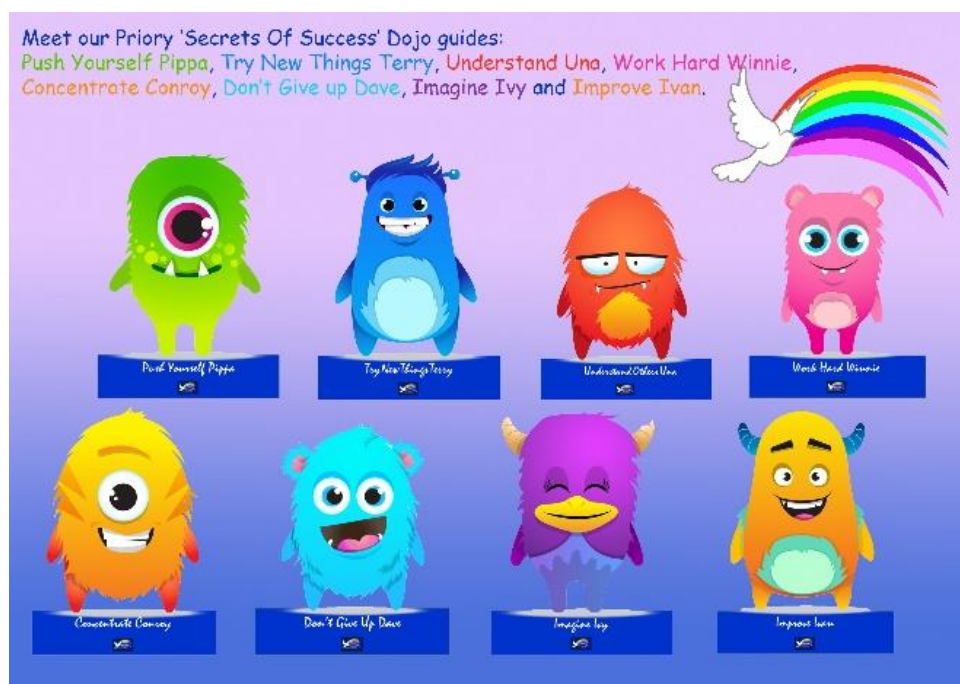 Meet our Priory 'Secrets Of Success' Dojo guides:
Push Yourself Pippa, Try New Things Terry, Understand Una, Work Hard Winnie,
Concentrate Conroy, Don't Give up Dave, Imagine Ivy and Improve Ivan.
Push Yourself Pippa
Try New Things Terry
Understand Others Una
Work Hard Winnie
Concentrate Conroy
Don't Give Up Dave
Imagine Ivy
Improve Ivan